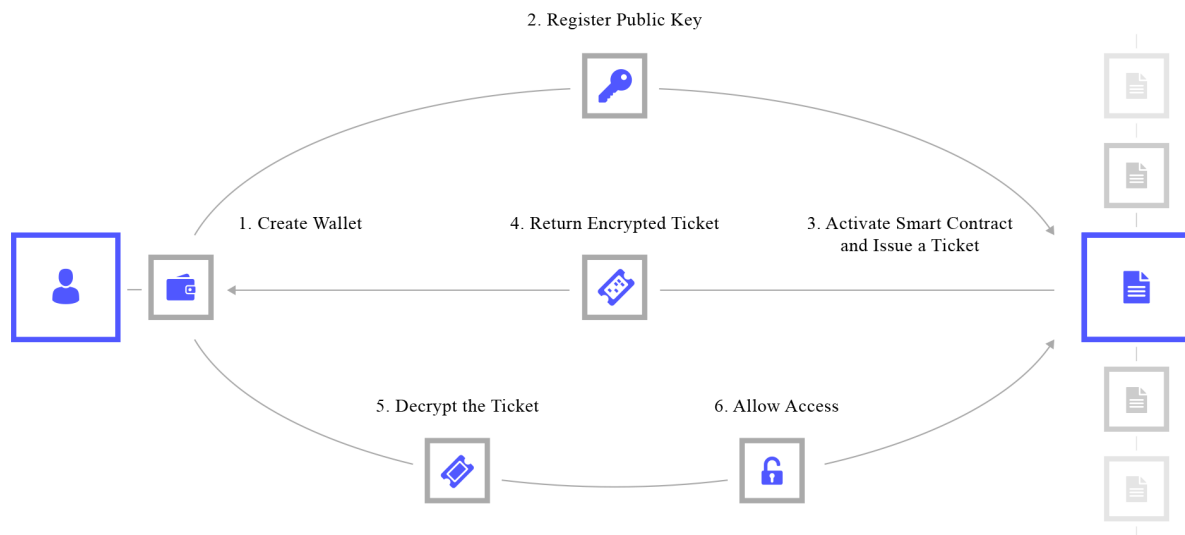 2. Register Public Key
1. Create Wallet
4. Return Encrypted Ticket
3. Activate Smart Contract
and Issue a Ticket
5. Decrypt the Ticket
6. Allow Access